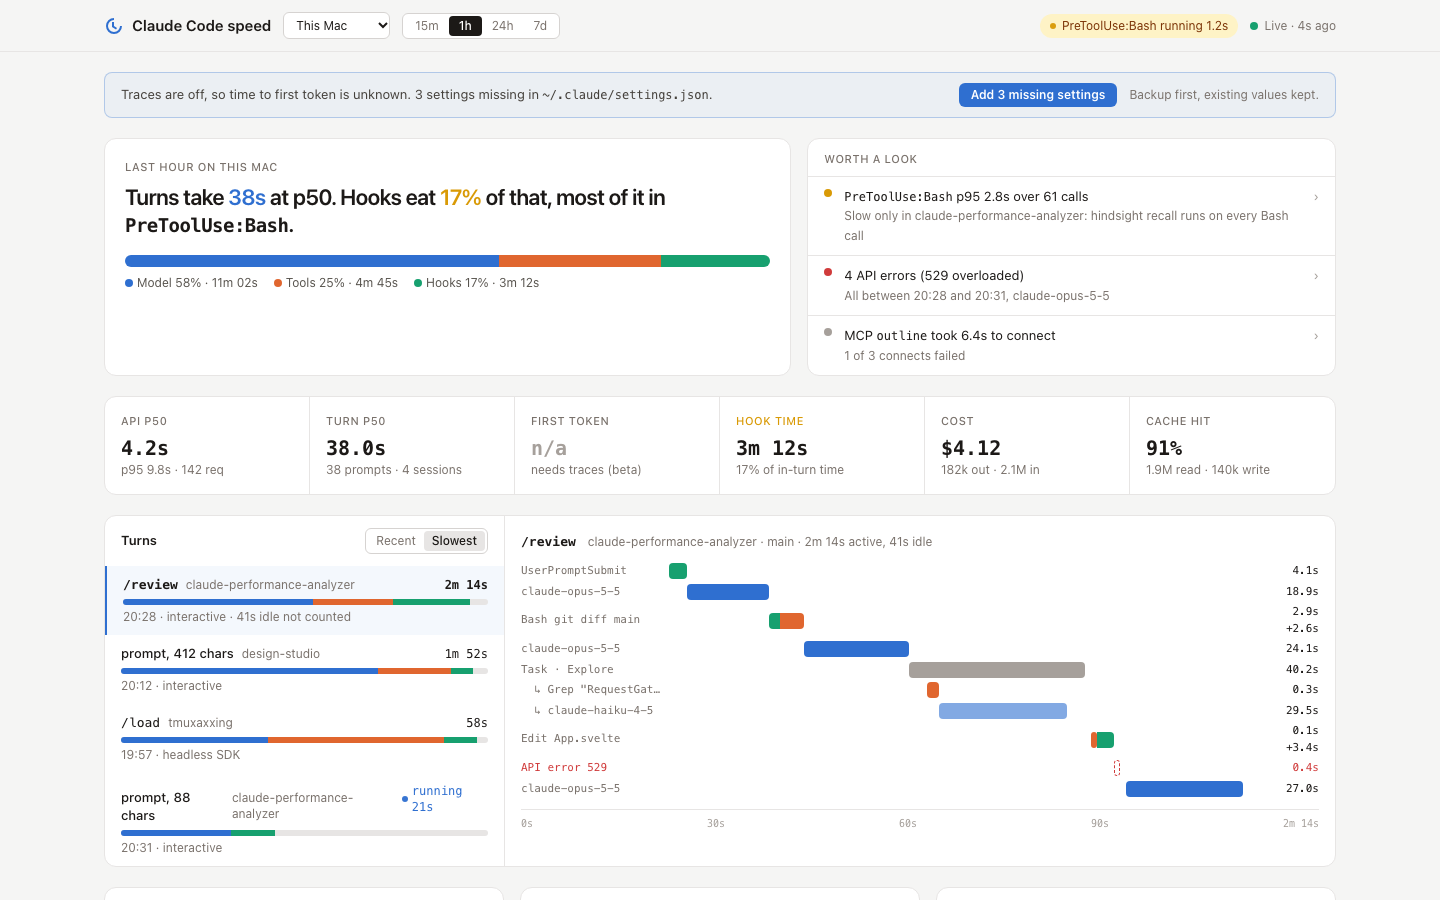 Claude Code speed
This Mac
15m 1h 24h 7d
PreToolUse:Bash running 1.2s
Live · 4s ago
Traces are off, so time to first token is unknown. 3 settings missing in ~/.claude/settings.json.
Add 3 missing settings
Backup first, existing values kept.
LAST HOUR ON THIS MAC
Turns take 38s at p50. Hooks eat 17% of that, most of it in
PreToolUse:Bash.
Model 58% · 11m 02s
Tools 25% · 4m 45s
Hooks 17% · 3m 12s
WORTH A LOOK
PreToolUse:Bash p95 2.8s over 61 calls ›
Slow only in claude-performance-analyzer: hindsight recall runs on every Bash
call
4 API errors (529 overloaded) ›
All between 20:28 and 20:31, claude-opus-5-5
MCP outline took 6.4s to connect ›
1 of 3 connects failed
API P50
4.2s
p95 9.8s · 142 req
TURN P50
38.0s
38 prompts · 4 sessions
FIRST TOKEN
n/a
needs traces (beta)
HOOK TIME
3m 12s
17% of in-turn time
COST
$4.12
182k out · 2.1M in
CACHE HIT
91%
1.9M read · 140k write
Turns
Recent Slowest
/review claude-performance-analyzer 2m 14s
20:28 · interactive · 41s idle not counted
prompt, 412 chars design-studio 1m 52s
20:12 · interactive
/load tmuxaxxing 58s
19:57 · headless SDK
prompt, 88
chars
claude-performance-
analyzer
running
21s
20:31 · interactive
/review claude-performance-analyzer · main · 2m 14s active, 41s idle
UserPromptSubmit 4.1s
claude-opus-5-5 18.9s
Bash git diff main 2.9s
+2.6s
claude-opus-5-5 24.1s
Task · Explore 40.2s
↳ Grep "RequestGat… 0.3s
↳ claude-haiku-4-5 29.5s
Edit App.svelte 0.1s
+3.4s
API error 529 0.4s
claude-opus-5-5 27.0s
0s 30s 60s 90s 2m 14s